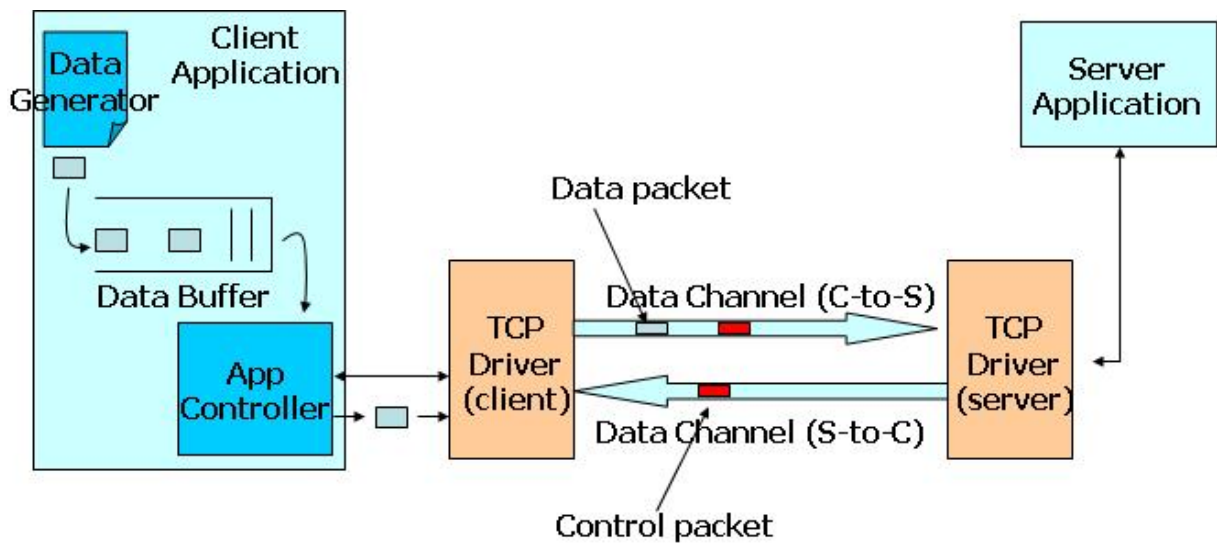 Client
Application
Data
Generator
Server
Application
Data packet
Data Buffer
Data Channel (C-to-S)
TCP
Driver
(client)
TCP
Driver
(server)
App
Controller
Data Channel (S-to-C)
Control packet